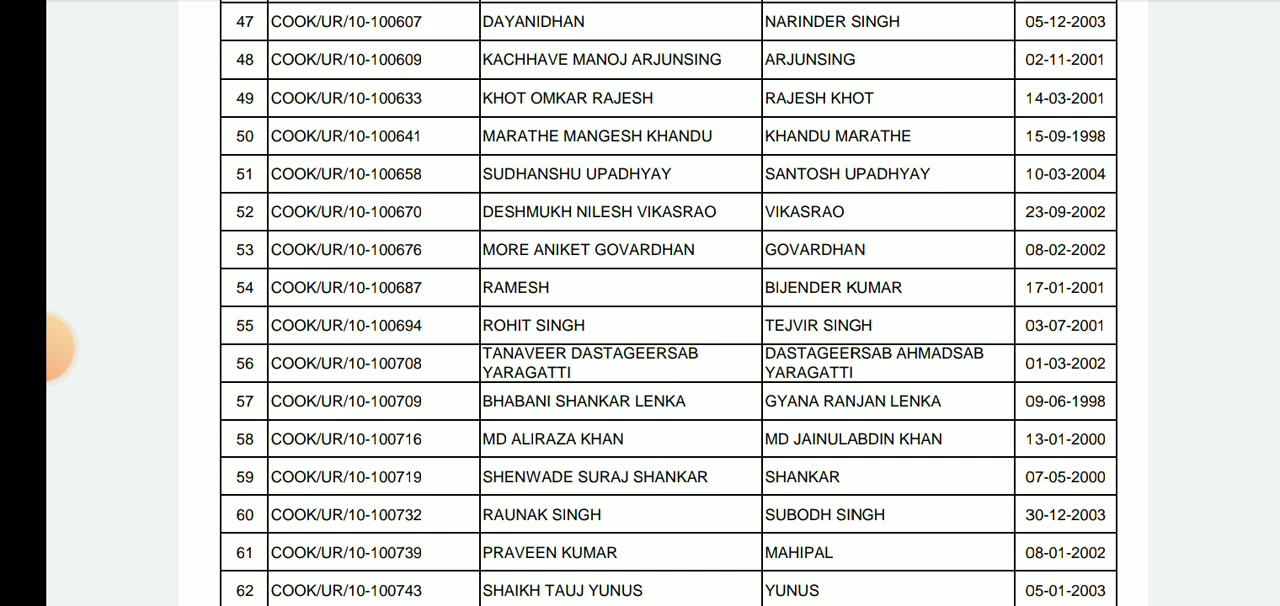 47 COOK/UR/10-100607 DAYANIDHAN NARINDER SINGH 05-12-2003
48 COOK/UR/10-100609 KACHHAVE MANOJ ARJUNSING ARJUNSING 02-11-2001
49 COOK/UR/10-100633 KHOT OMKAR RAJESH RAJESH KHOT 14-03-2001
50 COOK/UR/10-100641 MARATHE MANGESH KHANDU KHANDU MARATHE 15-09-1998
51 COOK/UR/10-100658 SUDHANSHU UPADHYAY SANTOSH UPADHYAY 10-03-2004
52 COOK/UR/10-100670 DESHMUKH NILESH VIKASRAO VIKASRAO 23-09-2002
53 COOK/UR/10-100676 MORE ANIKET GOVARDHAN GOVARDHAN 08-02-2002
54 COOK/UR/10-100687 RAMESH BIJENDER KUMAR 17-01-2001
55 COOK/UR/10-100694 ROHIT SINGH TEJVIR SINGH 03-07-2001
56 COOK/UR/10-100708 TANAVEER DASTAGEERSAB YARAGATTI DASTAGEERSAB AHMADSAB YARAGATTI 01-03-2002
57 COOK/UR/10-100709 BHABANI SHANKAR LENKA GYANA RANJAN LENKA 09-06-1998
58 COOK/UR/10-100716 MD ALIRAZA KHAN MD JAINULABDIN KHAN 13-01-2000
59 COOK/UR/10-100719 SHENWADE SURAJ SHANKAR SHANKAR 07-05-2000
60 COOK/UR/10-100732 RAUNAK SINGH SUBODH SINGH 30-12-2003
61 COOK/UR/10-100739 PRAVEEN KUMAR MAHIPAL 08-01-2002
62 COOK/UR/10-100743 SHAIKH TAUJ YUNUS YUNUS 05-01-2003